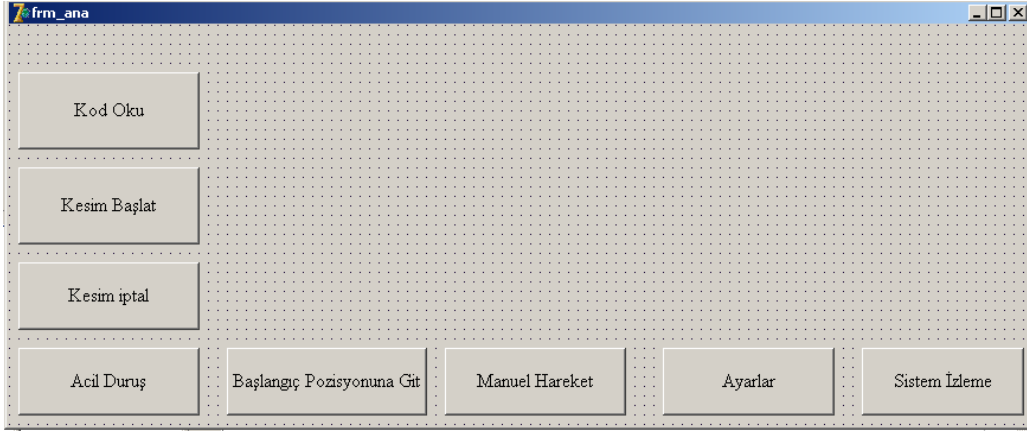 frm_ana
Kod Oku
Kesim Başlat
Kesim iptal
Acil Duruş
Başlangıç Pozisyonuna Git
Manuel Hareket
Ayarlar
Sistem İzleme